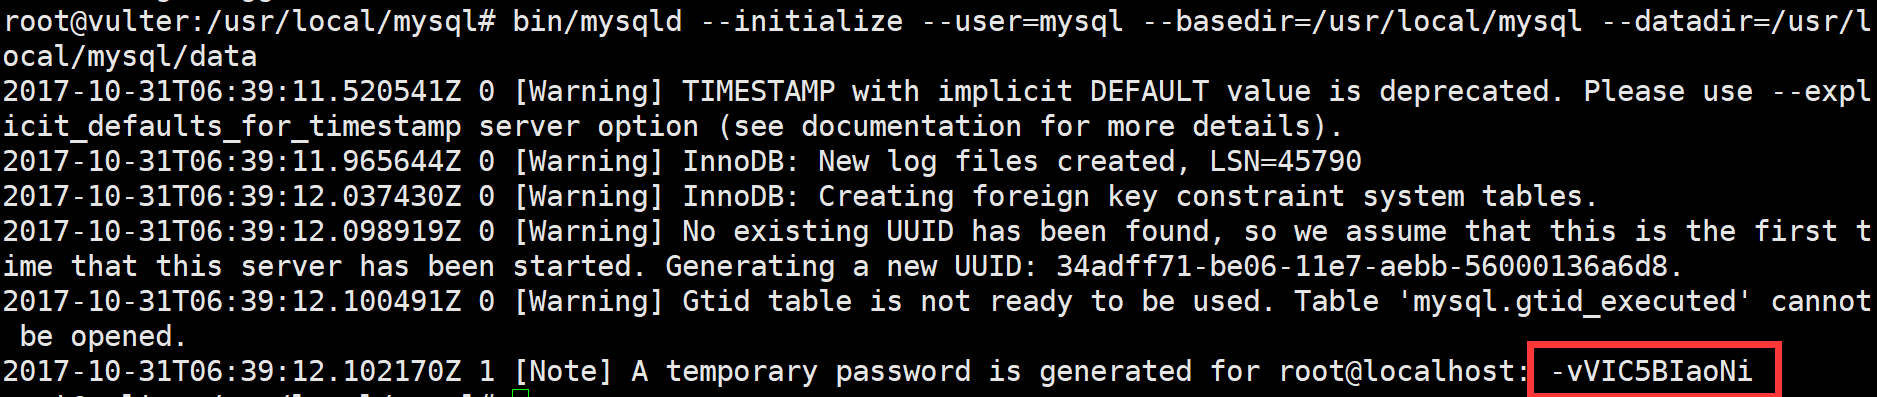 root@vulter:/usr/local/mysql# bin/mysqld --initialize --user=mysql --basedir=/usr/local/mysql --datadir=/usr/l
ocal/mysql/data
2017-10-31T06:39:11.520541Z 0 [Warning] TIMESTAMP with implicit DEFAULT value is deprecated. Please use --expl
icit_defaults_for_timestamp server option (see documentation for more details).
2017-10-31T06:39:11.965644Z 0 [Warning] InnoDB: New log files created, LSN=45790
2017-10-31T06:39:12.037430Z 0 [Warning] InnoDB: Creating foreign key constraint system tables.
2017-10-31T06:39:12.098919Z 0 [Warning] No existing UUID has been found, so we assume that this is the first t
ime that this server has been started. Generating a new UUID: 34adff71-be06-11e7-aebb-56000136a6d8.
2017-10-31T06:39:12.100491Z 0 [Warning] Gtid table is not ready to be used. Table 'mysql.gtid_executed' cannot
 be opened.
2017-10-31T06:39:12.102170Z 1 [Note] A temporary password is generated for root@localhost: -vVIC5BIaoNi